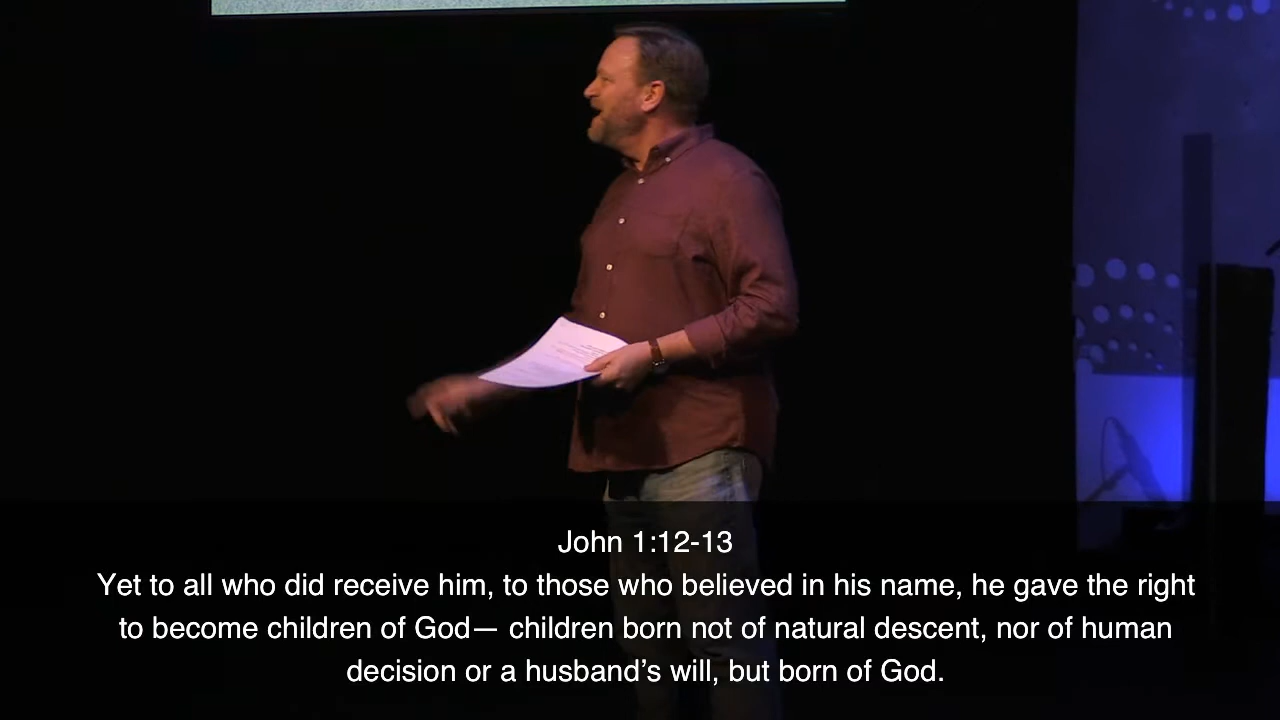 John 1:12-13
Yet to all who did receive him, to those who believed in his name, he gave the right
to become children of God— children born not of natural descent, nor of human
decision or a husband’s will, but born of God.